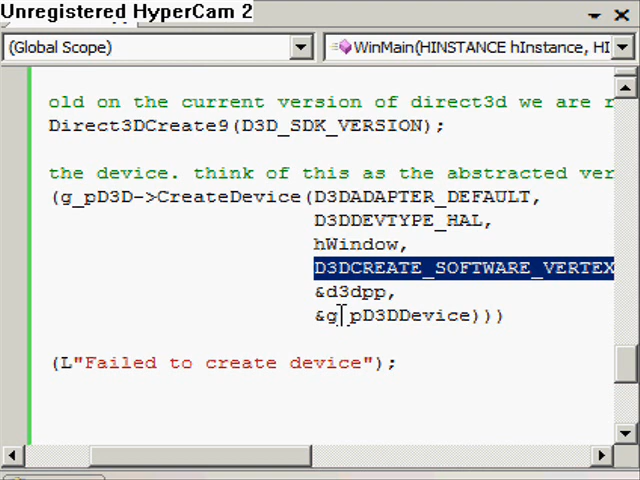 Unregistered HyperCam 2
(Global Scope)
WinMain(HINSTANCE hInstance, HI
old on the current version of direct3d we are r
Direct3DCreate9(D3D_SDK_VERSION);
the device. think of this as the abstracted ver
(g_pD3D->CreateDevice(D3DADAPTER_DEFAULT,
D3DDEVTYPE_HAL,
hWindow,
D3DCREATE_SOFTWARE_VERTEX
&d3dpp,
&g_pD3DDevice)))
(L"Failed to create device");